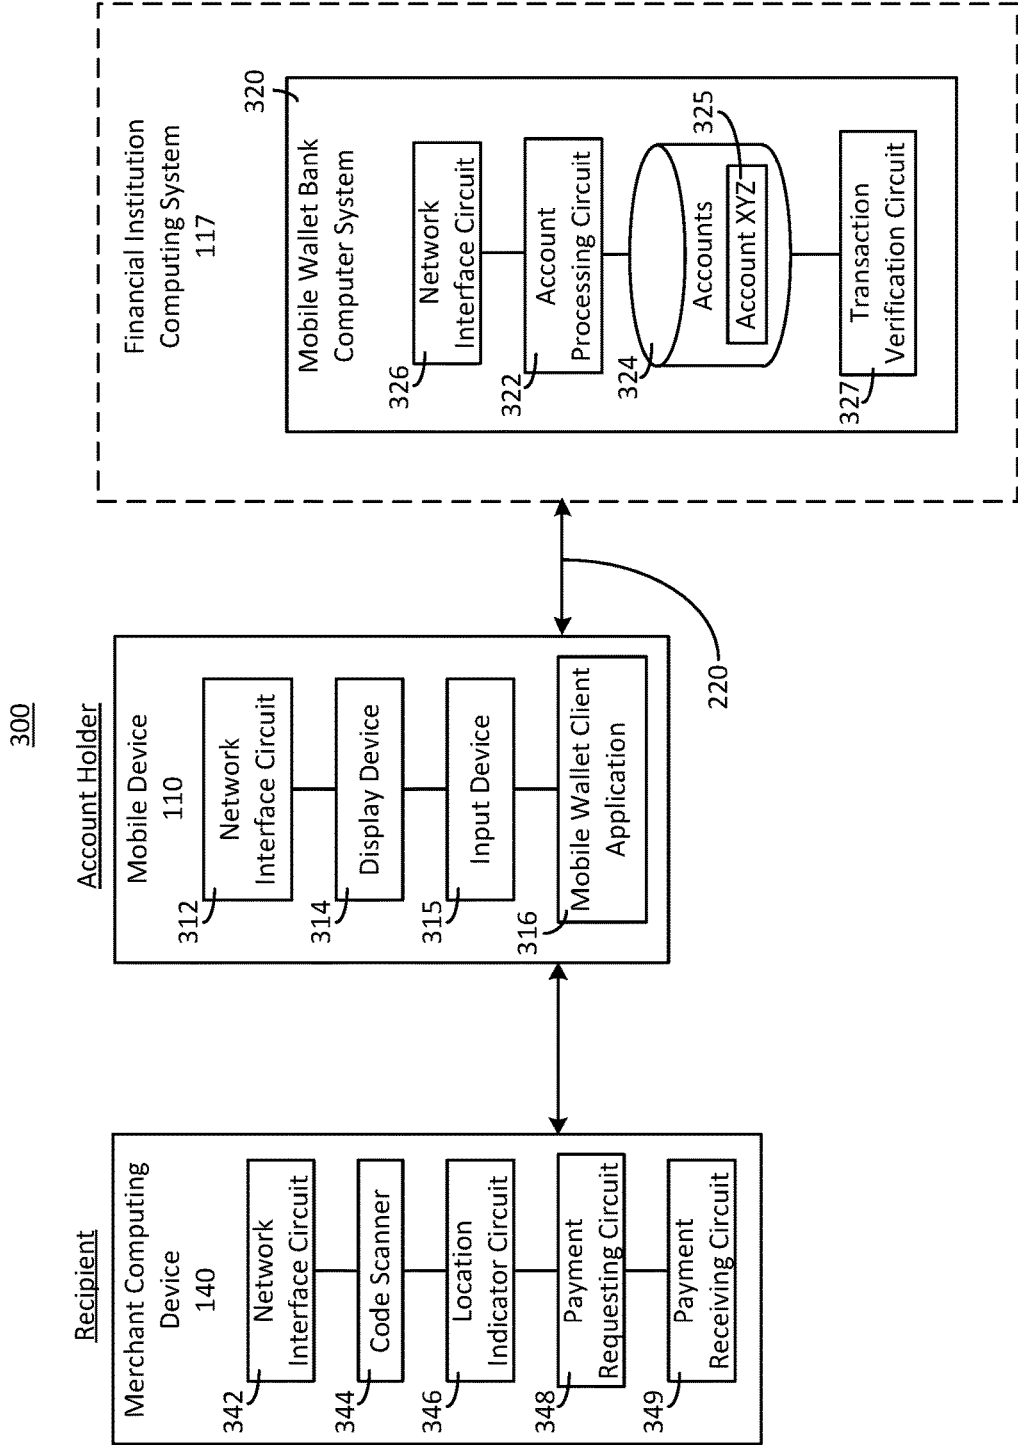 300
Recipient
Merchant Computing
Device
140
342
Network
Interface Circuit
344
Code Scanner
346
Location
Indicator Circuit
348
Payment
Requesting Circuit
349
Payment
Receiving Circuit
Account Holder
Mobile Device
110
312
Network
Interface Circuit
314
Display Device
315
Input Device
316
Mobile Wallet Client
Application
220
Financial Institution
Computing System
117
320
Mobile Wallet Bank
Computer System
326
Network
Interface Circuit
322
Account
Processing Circuit
324
Accounts
325
Account XYZ
327
Transaction
Verification Circuit